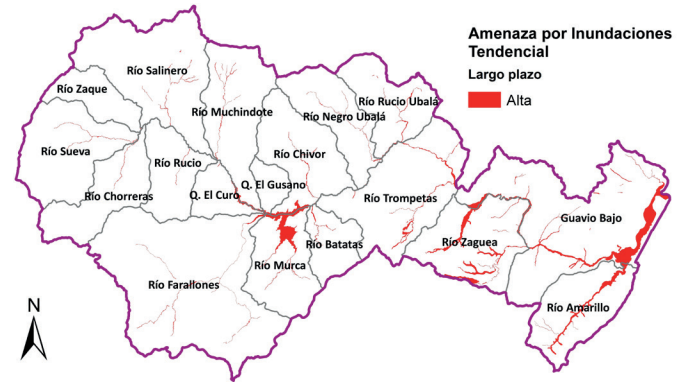 Amenaza por Inundaciones
Tendencial
Largo plazo
Alta
Río Salinero
Río Zaque
Río Muchindote
Río Rucio Ubalá
Río Negro Ubalá
Río Sueva
Río Rucio
Río Chivor
Q. El Gusano
Río Chorreras
Q. El Curo
Río Trompetas
Guavio Bajo
Río Batatas
Río Zaguea
Río Murca
Río Farallones
Río Amarillo
N